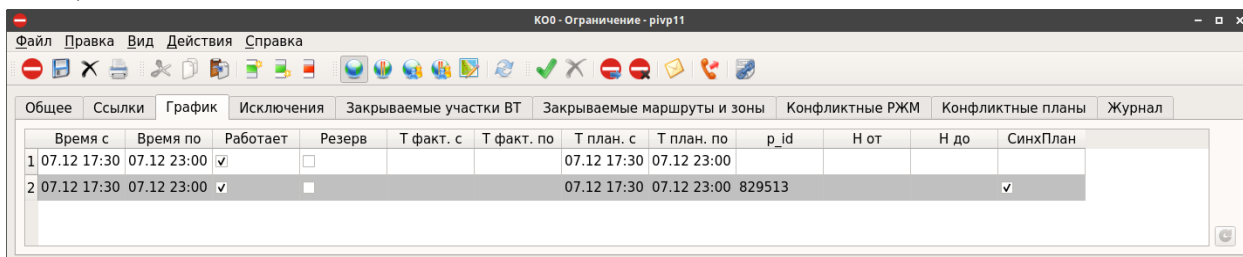 КО0 - Ограничение - pivp11
Файл Правка Вид Действия Справка
Общее Ссылки График Исключения Закрываемые участки ВТ Закрываемые маршруты и зоны Конфликтные РЖМ Конфликтные планы Журнал
Время с Время по Работает Резерв Т факт. с Т факт. по Т план. с Т план. по p_id Н от Н до СинхПлан
1 07.12 17:30 07.12 23:00 07.12 17:30 07.12 23:00
2 07.12 17:30 07.12 23:00 07.12 17:30 07.12 23:00 829513